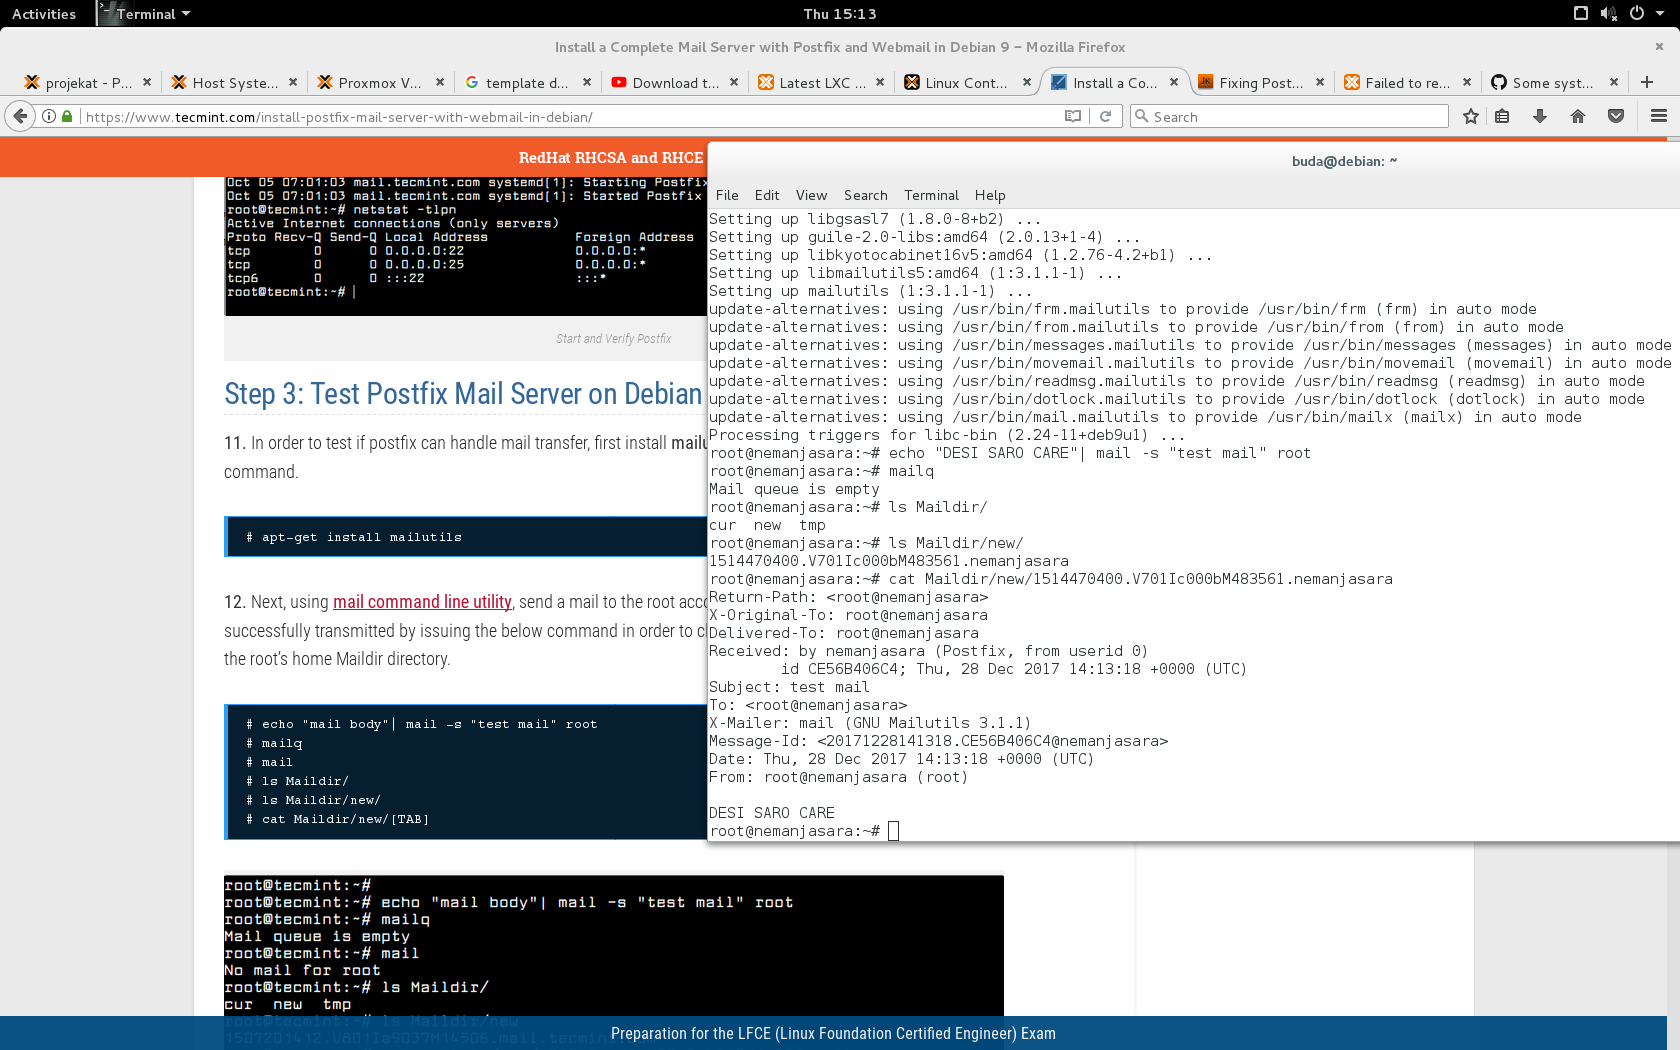 Activities
Terminal
Thu 15:13
Install a Complete Mail Server with Postfix and Webmail in Debian 9 – Mozilla Firefox
projekat - P...
Host Syste...
Proxmox V...
template d...
Download t...
Latest LXC ...
Linux Cont...
Install a Co...
Fixing Post...
Failed to re...
Some syst...
https://www.tecmint.com/install-postfix-mail-server-with-webmail-in-debian/
Search
RedHat RHCSA and RHCE
Oct 05 07:01:03 mail.tecmint.com systemd[1]: Starting Postfix
Oct 05 07:01:03 mail.tecmint.com systemd[1]: Started Postfix
root@tecmint:~# netstat -tlpn
Active Internet connections (only servers)
Proto Recv-Q Send-Q Local Address Foreign Address
tcp 0 0 0.0.0.0:22 0.0.0.0:*
tcp 0 0 0.0.0.0:25 0.0.0.0:*
tcp6 0 0 :::22 :::*
root@tecmint:~#
Start and Verify Postfix
Step 3: Test Postfix Mail Server on Debian
11. In order to test if postfix can handle mail transfer, first install
command.
# apt-get install mailutils
12. Next, using mail command line utility, send a mail to the root
successfully transmitted by issuing the below command in order to
the root's home Maildir directory.
# echo "mail body"| mail -s "test mail" root
# mailq
# mail
# ls Maildir/
# ls Maildir/new/
# cat Maildir/new/[TAB]
root@tecmint:~#
root@tecmint:~# echo "mail body"| mail -s "test mail" root
root@tecmint:~# mailq
Mail queue is empty
root@tecmint:~# mail
No mail for root
root@tecmint:~# ls Maildir/
cur new tmp
root@tecmint:~# ls Maildir/new
Preparation for the LFCE (Linux Foundation Certified Engineer) Exam
buda@debian: ~
File Edit View Search Terminal Help
Setting up libgsasl7 (1.8.0-8+b2) ...
Setting up guile-2.0-libs:amd64 (2.0.13+1-4) ...
Setting up libkyotocabinet16v5:amd64 (1.2.76-4.2+b1) ...
Setting up libmailutils5:amd64 (1:3.1.1-1) ...
Setting up mailutils (1:3.1.1-1) ...
update-alternatives: using /usr/bin/frm.mailutils to provide /usr/bin/frm (frm) in auto mode
update-alternatives: using /usr/bin/from.mailutils to provide /usr/bin/from (from) in auto mode
update-alternatives: using /usr/bin/messages.mailutils to provide /usr/bin/messages (messages) in auto mode
update-alternatives: using /usr/bin/movemail.mailutils to provide /usr/bin/movemail (movemail) in auto mode
update-alternatives: using /usr/bin/readmsg.mailutils to provide /usr/bin/readmsg (readmsg) in auto mode
update-alternatives: using /usr/bin/dotlock.mailutils to provide /usr/bin/dotlock (dotlock) in auto mode
update-alternatives: using /usr/bin/mail.mailutils to provide /usr/bin/mailx (mailx) in auto mode
Processing triggers for libc-bin (2.24-11+deb9u1) ...
root@nemanjasara:~# echo "DESI SARO CARE"| mail -s "test mail" root
root@nemanjasara:~# mailq
Mail queue is empty
root@nemanjasara:~# ls Maildir/
cur new tmp
root@nemanjasara:~# ls Maildir/new/
1514470400.V701Ic000bM483561.nemanjasara
root@nemanjasara:~# cat Maildir/new/1514470400.V701Ic000bM483561.nemanjasara
Return-Path: <root@nemanjasara>
X-Original-To: root@nemanjasara
Delivered-To: root@nemanjasara
Received: by nemanjasara (Postfix, from userid 0)
id CE56B406C4; Thu, 28 Dec 2017 14:13:18 +0000 (UTC)
Subject: test mail
To: <root@nemanjasara>
X-Mailer: mail (GNU Mailutils 3.1.1)
Message-Id: <20171228141318.CE56B406C4@nemanjasara>
Date: Thu, 28 Dec 2017 14:13:18 +0000 (UTC)
From: root@nemanjasara (root)
DESI SARO CARE
root@nemanjasara:~#